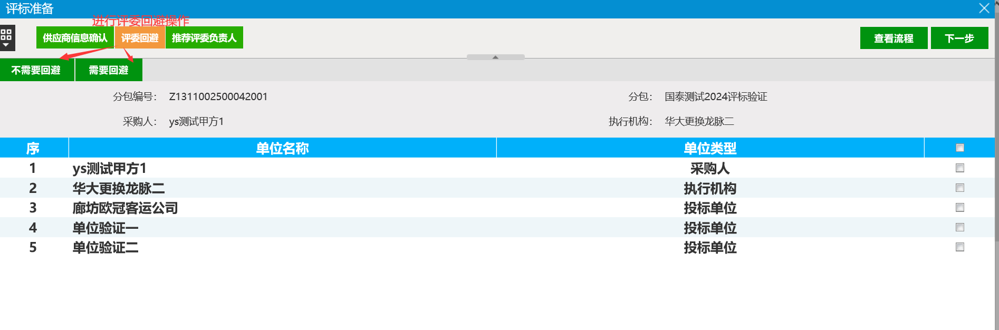 评标准备
进行评委回避操作
供应商信息确认 评委回避 推荐评委负责人 查看流程 下一步
不需要回避 需要回避
分包编号： Z1311002500042001 分包： 国泰测试2024评标验证
采购人： ys测试甲方1 执行机构： 华大更换龙脉二
序 单位名称 单位类型
1 ys测试甲方1 采购人
2 华大更换龙脉二 执行机构
3 廊坊欧冠客运公司 投标单位
4 单位验证一 投标单位
5 单位验证二 投标单位